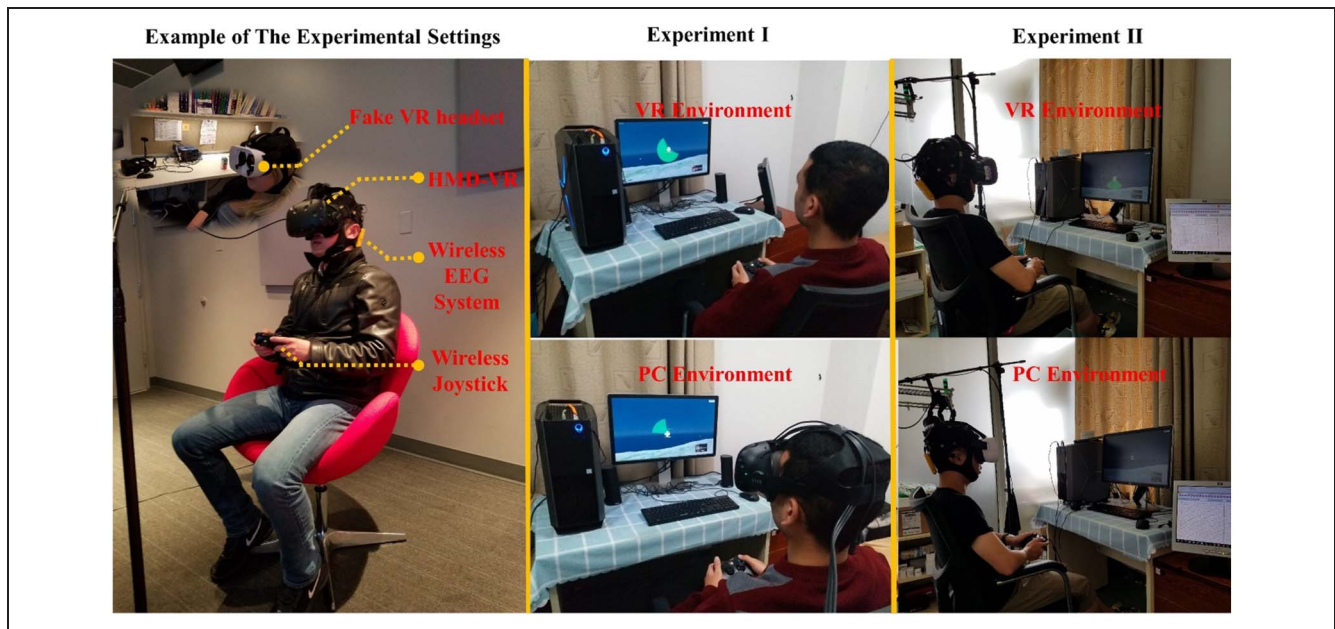 Example of The Experimental Settings
Experiment I
Experiment II
Fake VR headset
HMD-VR
Wireless
EEG
System
Wireless
Joystick
VR Environment
PC Environment
VR Environment
PC Environment